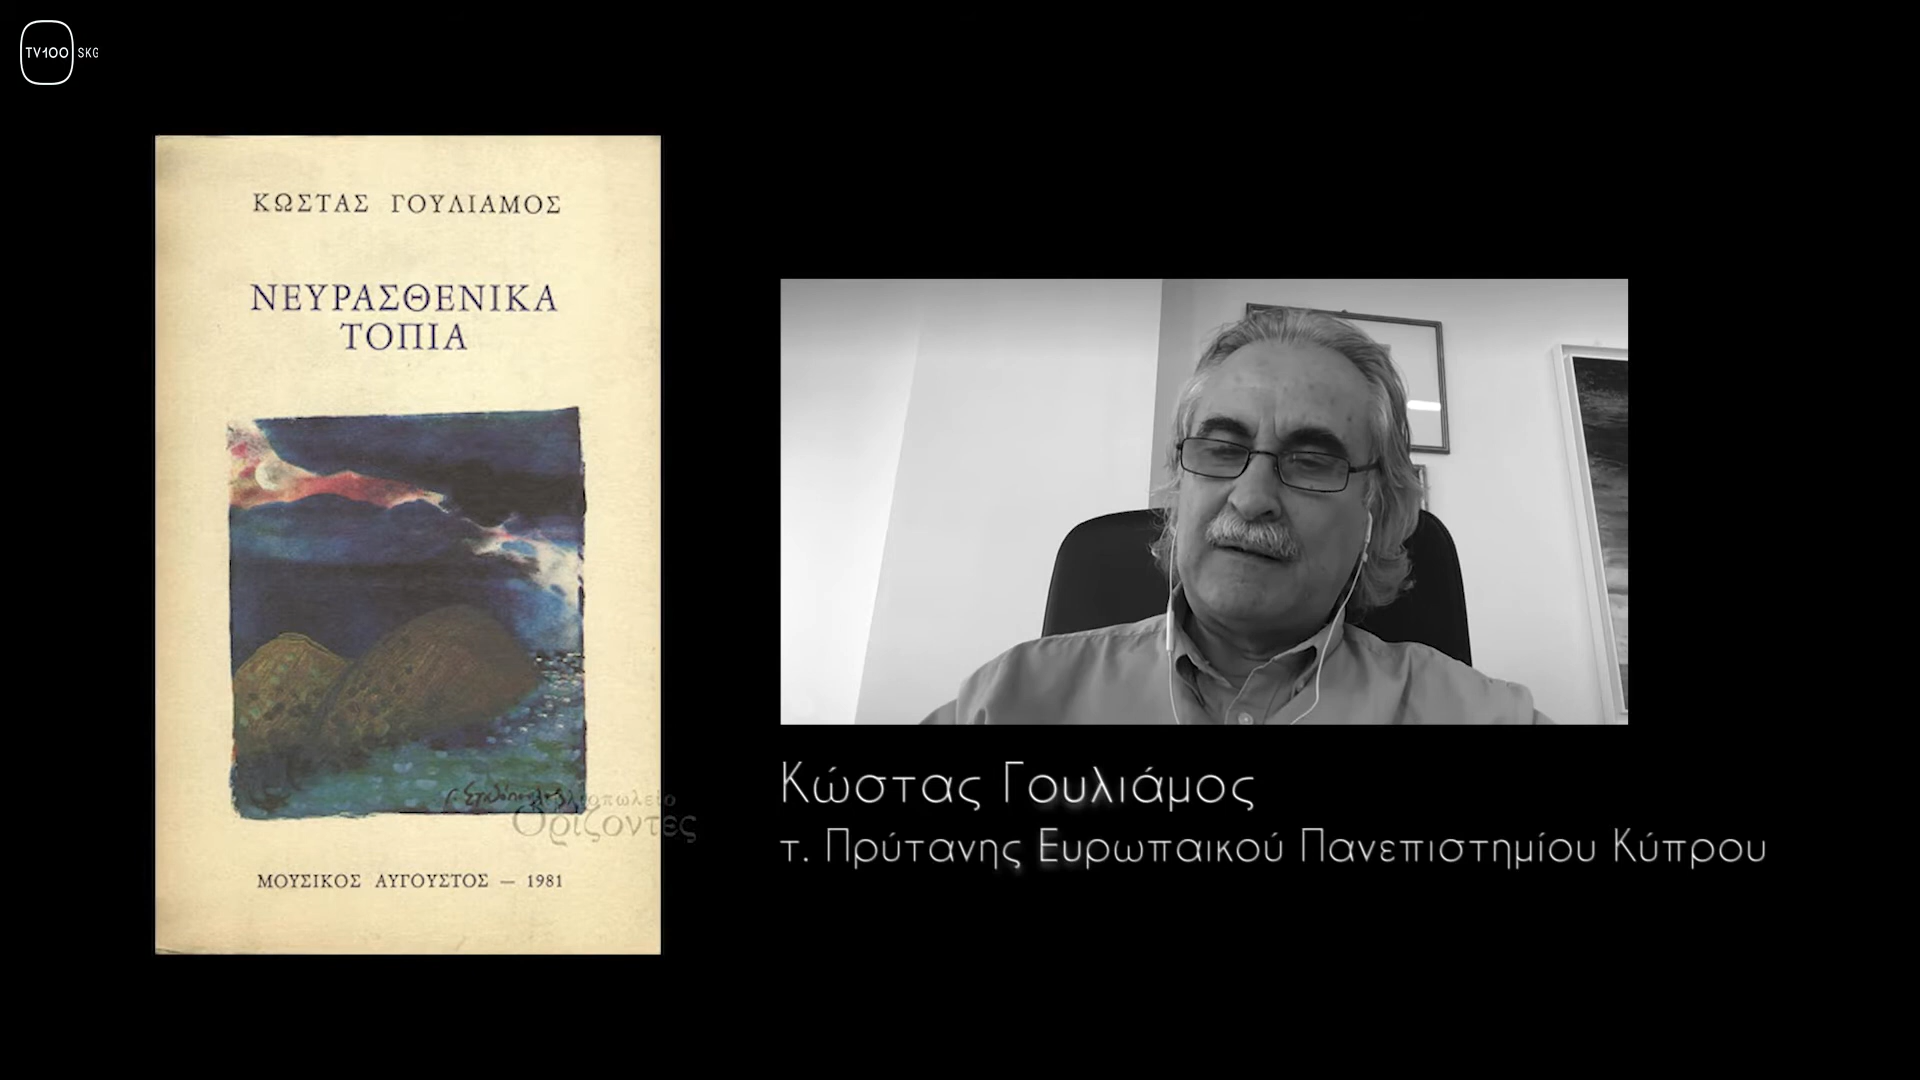 TV100 SKG
ΚΩΣΤΑΣ ΓΟΥΛΙΑΜΟΣ
ΝΕΥΡΑΣΘΕΝΙΚΑ
ΤΟΠΙΑ
Ορίζοντες
ΜΟΥΣΙΚΟΣ ΑΥΓΟΥΣΤΟΣ — 1981
Κώστας Γουλιάμος
τ. Πρύτανης Ευρωπαικού Πανεπιστημίου Κύπρου